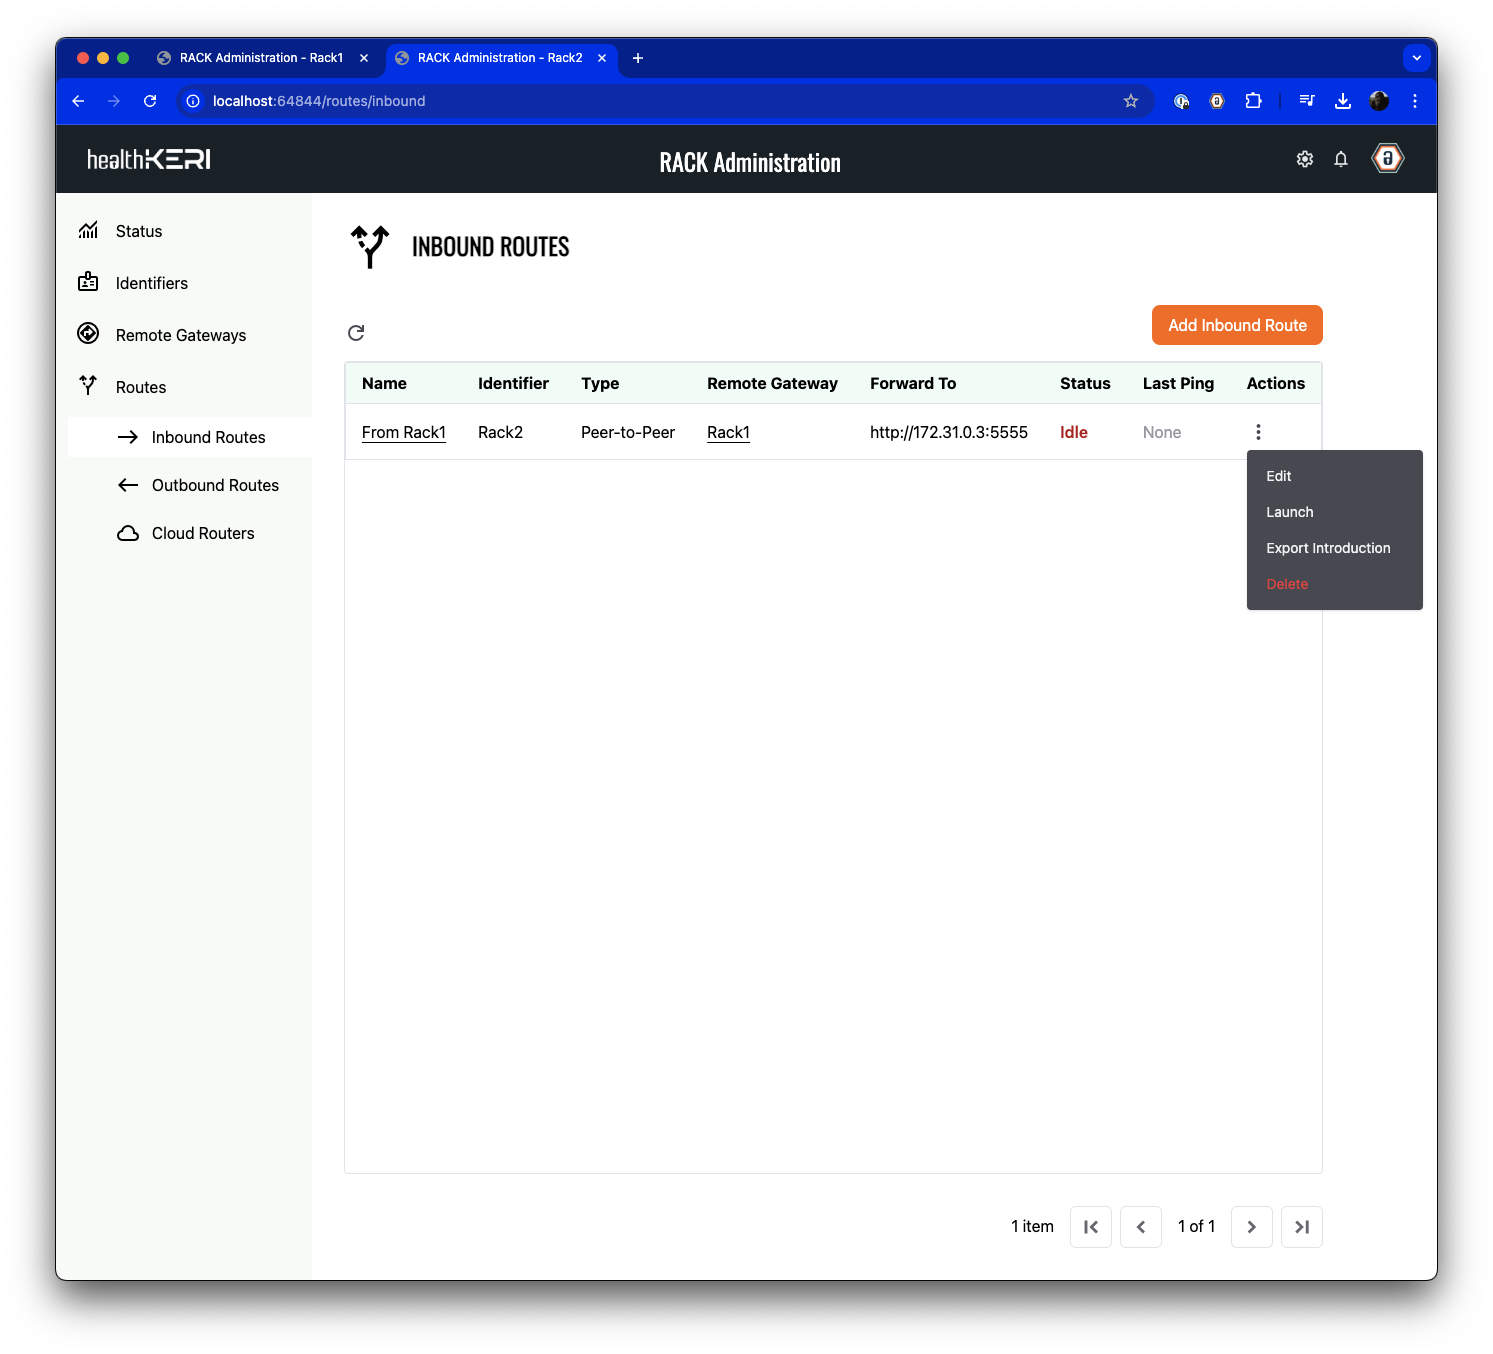 RACK Administration - Rack1
RACK Administration - Rack2
localhost:64844/routes/inbound
healthKERI
RACK Administration
Status
Identifiers
Remote Gateways
Routes
Inbound Routes
Outbound Routes
Cloud Routers
INBOUND ROUTES
Add Inbound Route
Name Identifier Type Remote Gateway Forward To Status Last Ping Actions
From Rack1 Rack2 Peer-to-Peer Rack1 http://172.31.0.3:5555 Idle None
Edit
Launch
Export Introduction
Delete
1 item 1 of 1